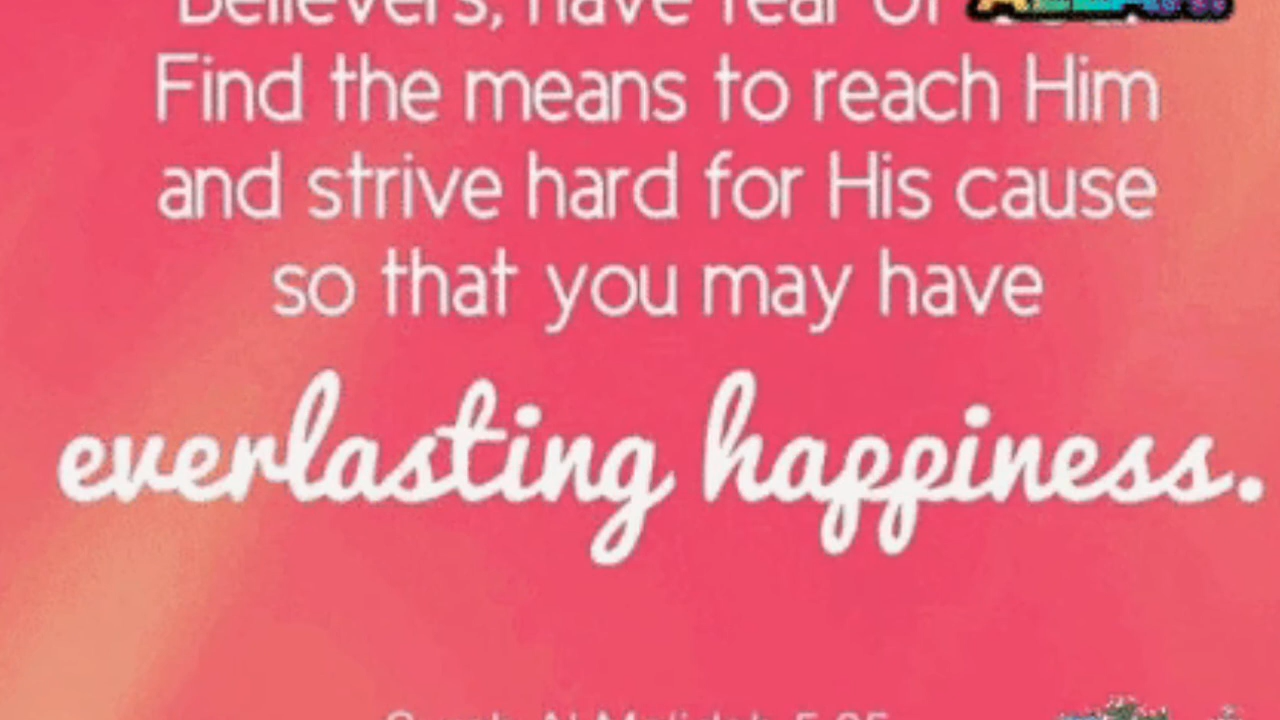 Believers, have fear of
Find the means to reach Him
and strive hard for His cause
so that you may have
everlasting happiness.